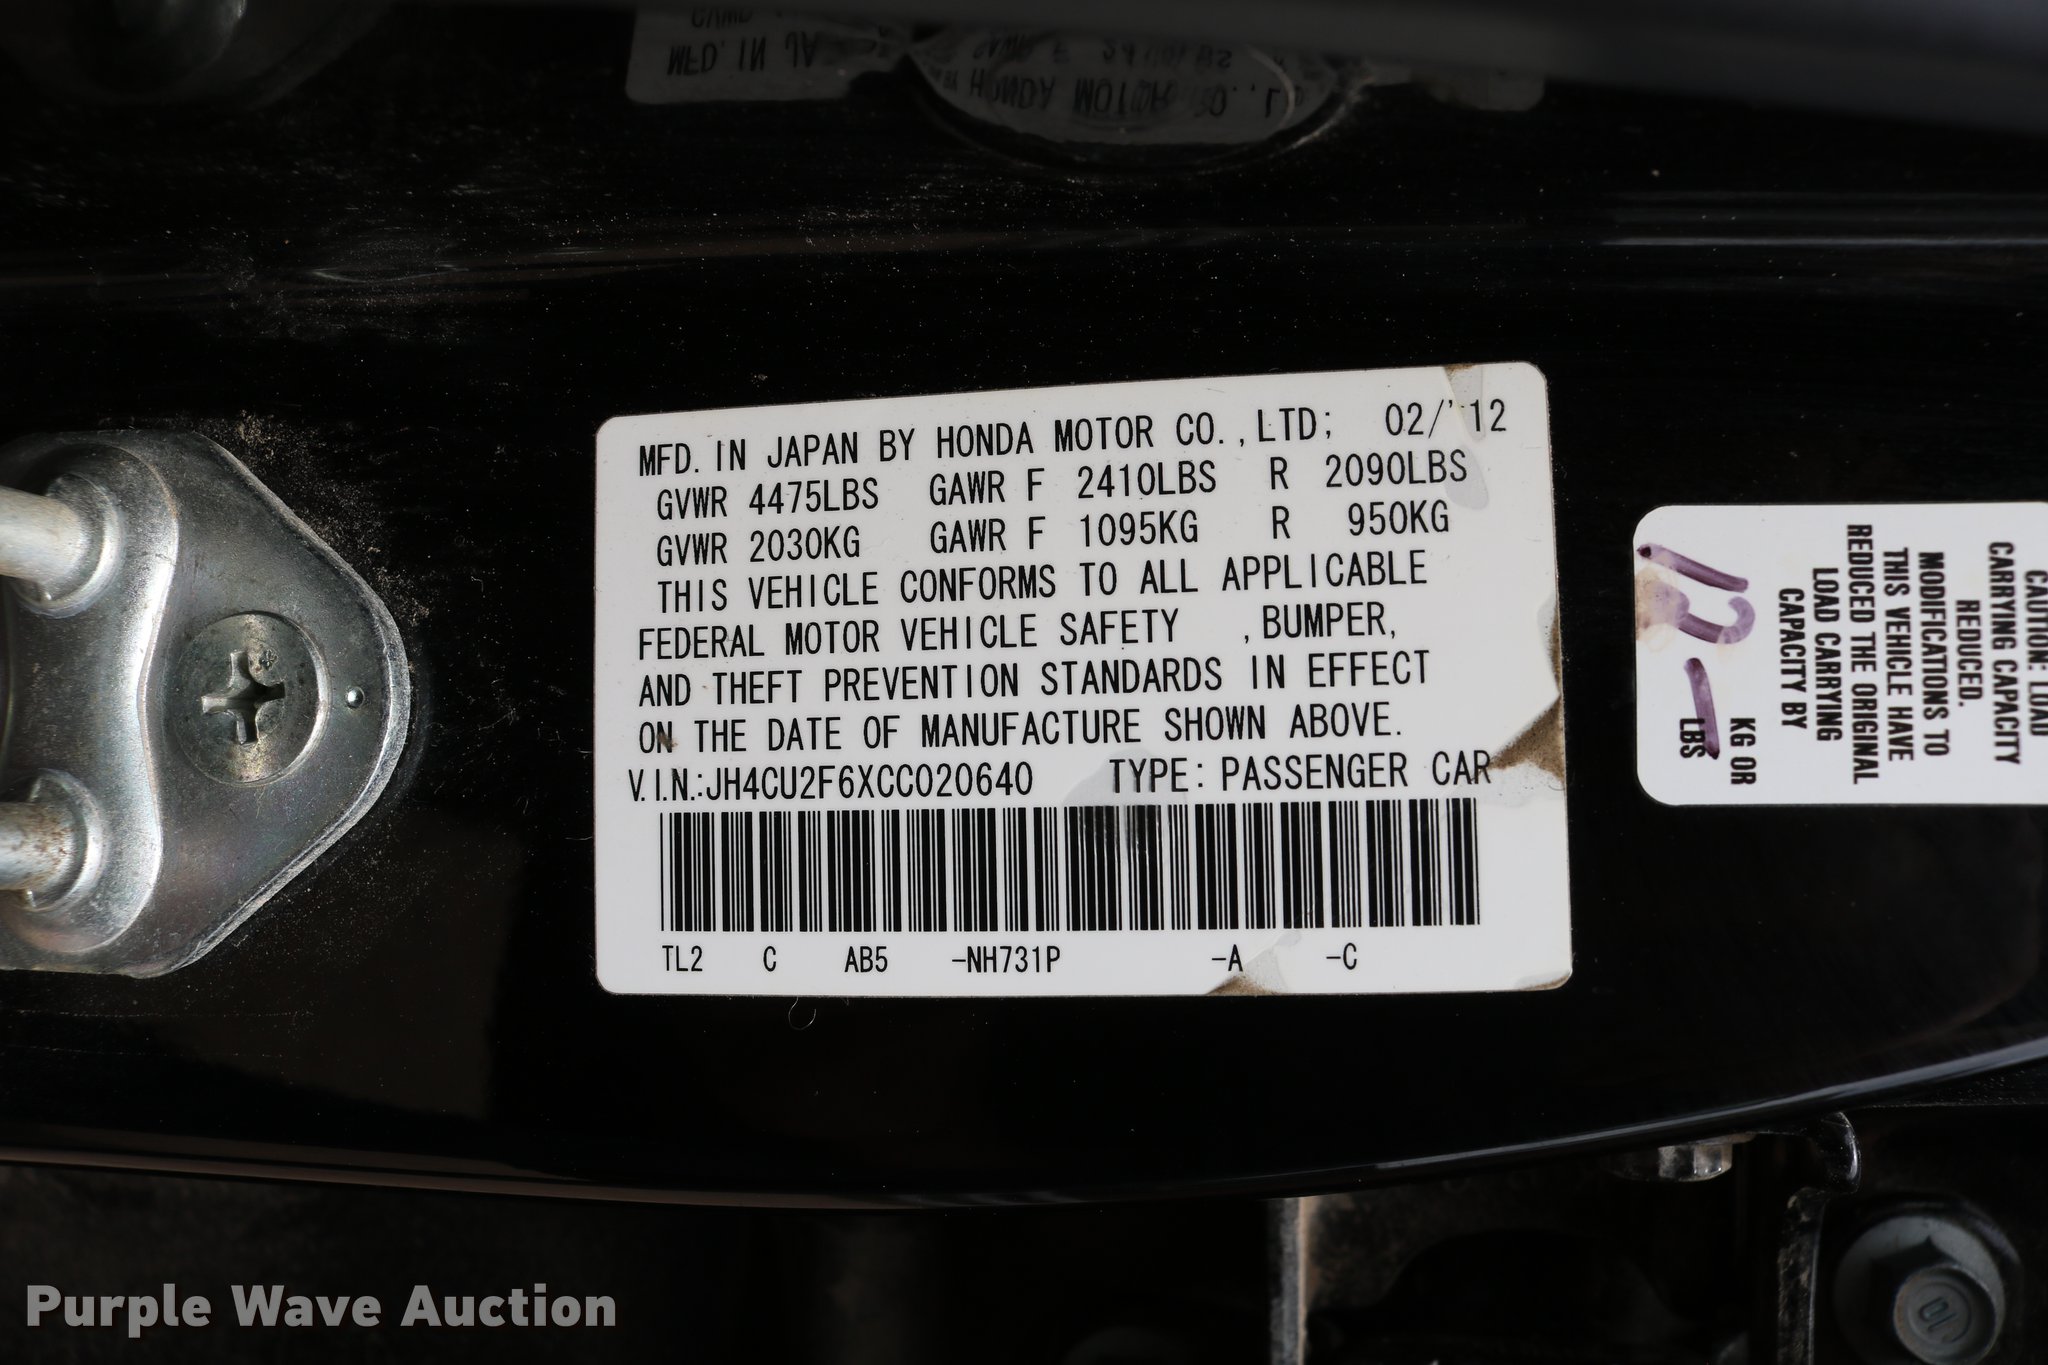 MFD. IN JAPAN BY HONDA MOTOR CO.,LTD; 02/'12
GVWR 4475LBS GAWR F 2410LBS R 2090LBS
GVWR 2030KG GAWR F 1095KG R 950KG
THIS VEHICLE CONFORMS TO ALL APPLICABLE
FEDERAL MOTOR VEHICLE SAFETY ,BUMPER,
AND THEFT PREVENTION STANDARDS IN EFFECT
ON THE DATE OF MANUFACTURE SHOWN ABOVE.
V.I.N.:JH4CU2F6XCC020640 TYPE: PASSENGER CAR
TL2 C AB5 -NH731P -A -C
CAUTION: LOAD
CARRYING CAPACITY
REDUCED.
MODIFICATIONS TO
THIS VEHICLE HAVE
REDUCED THE ORIGINAL
LOAD CARRYING
CAPACITY BY
KG OR
LBS
Purple Wave Auction